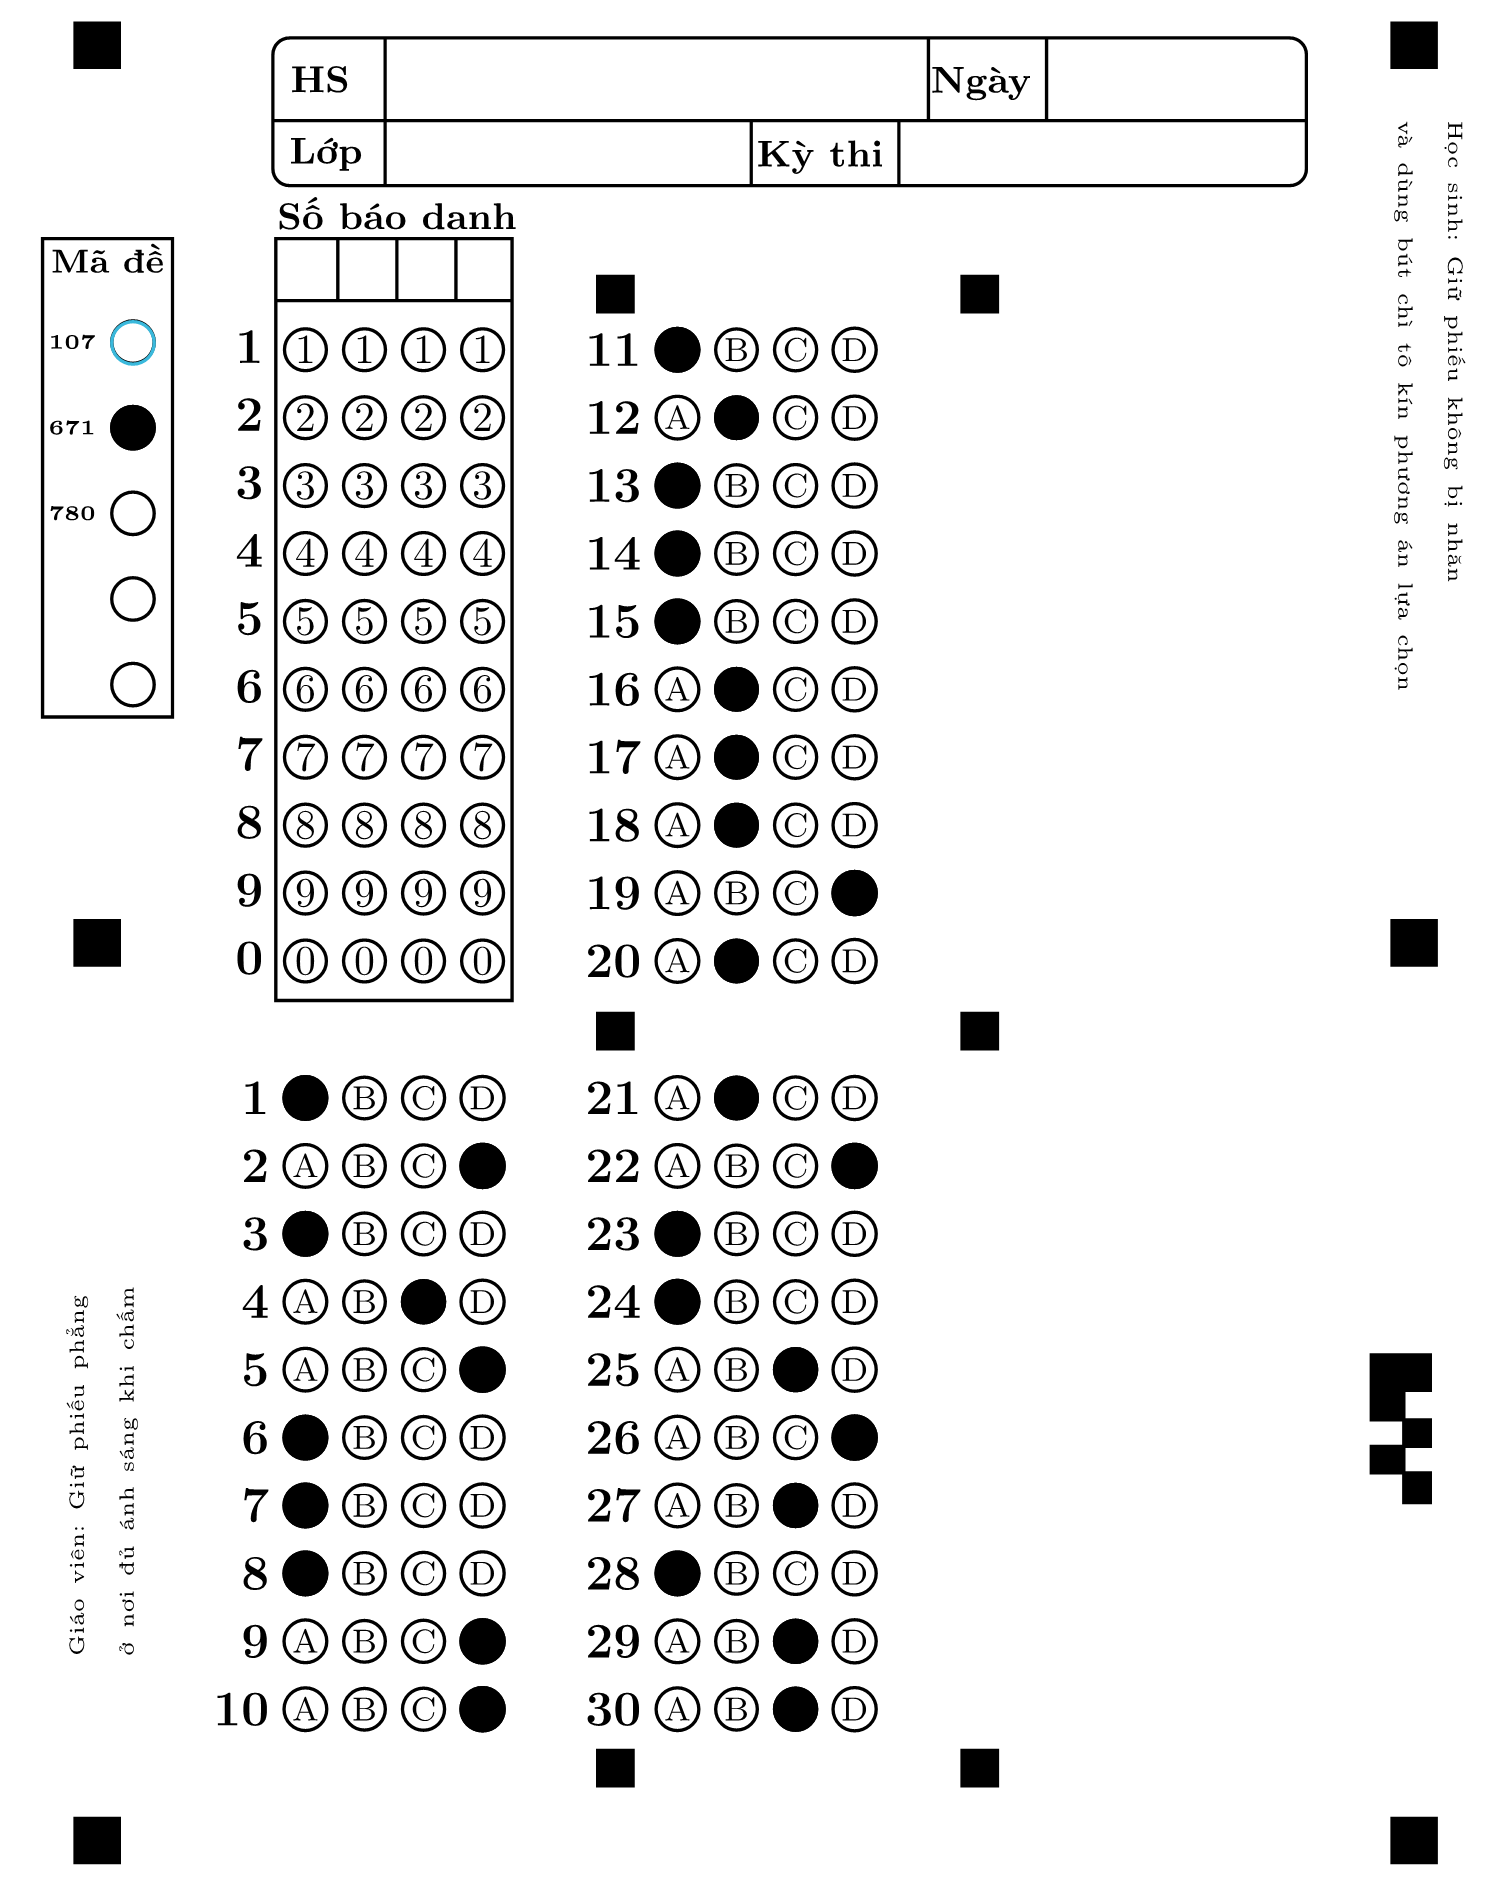 HS
Ngày
Lớp
Kỳ thi
Số báo danh
Mã đề
107
671
780
1 1 1 1 1
2 2 2 2 2
3 3 3 3 3
4 4 4 4 4
5 5 5 5 5
6 6 6 6 6
7 7 7 7 7
8 8 8 8 8
9 9 9 9 9
0 0 0 0 0
11 B C D
12 A C D
13 B C D
14 B C D
15 B C D
16 A C D
17 A C D
18 A C D
19 A B C
20 A C D
1 B C D
2 A B C
3 B C D
4 A B D
5 A B C
6 B C D
7 B C D
8 B C D
9 A B C
10 A B C
21 A C D
22 A B C
23 B C D
24 B C D
25 A B D
26 A B C
27 A B D
28 B C D
29 A B D
30 A B D
Học sinh: Giữ phiếu không bị nhăn
và dùng bút chì tô kín phương án lựa chọn
Giáo viên: Giữ phiếu phẳng
ở nơi đủ ánh sáng khi chấm